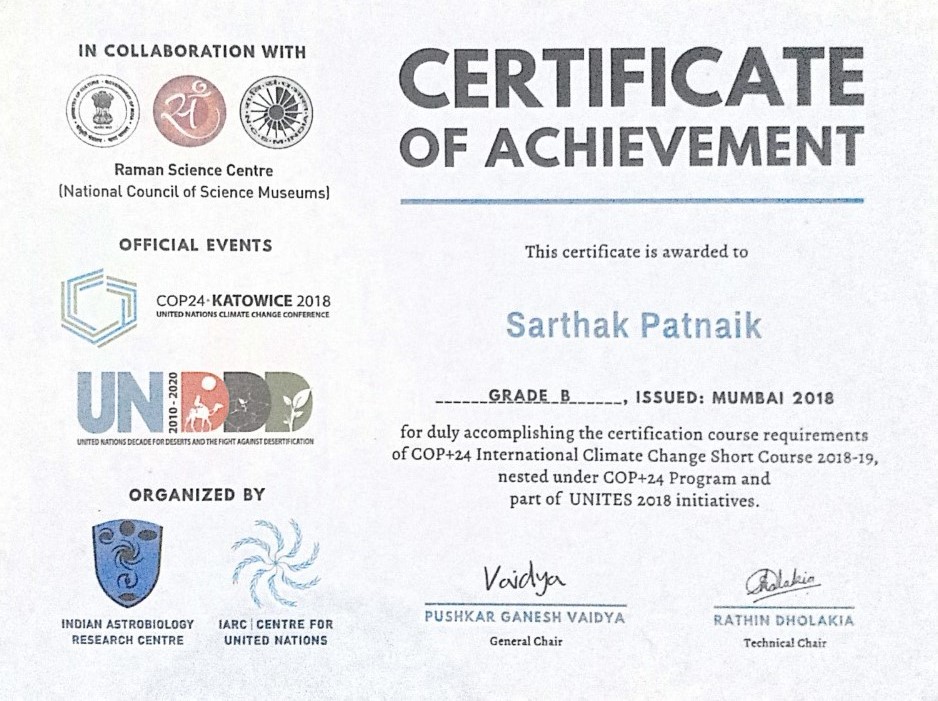 IN COLLABORATION WITH
Raman Science Centre
(National Council of Science Museums)
OFFICIAL EVENTS
COP24·KATOWICE 2018
UNITED NATIONS CLIMATE CHANGE CONFERENCE
UNDDD
2010 - 2020
UNITED NATIONS DECADE FOR DESERTS AND THE FIGHT AGAINST DESERTIFICATION
ORGANIZED BY
INDIAN ASTROBIOLOGY
RESEARCH CENTRE
IARC | CENTRE FOR
UNITED NATIONS
CERTIFICATE
OF ACHIEVEMENT
This certificate is awarded to
Sarthak Patnaik
______GRADE_B______, ISSUED: MUMBAI 2018
for duly accomplishing the certification course requirements
of COP+24 International Climate Change Short Course 2018-19,
nested under COP+24 Program and
part of UNITES 2018 initiatives.
Vaidya
PUSHKAR GANESH VAIDYA
General Chair
Dholakia
RATHIN DHOLAKIA
Technical Chair